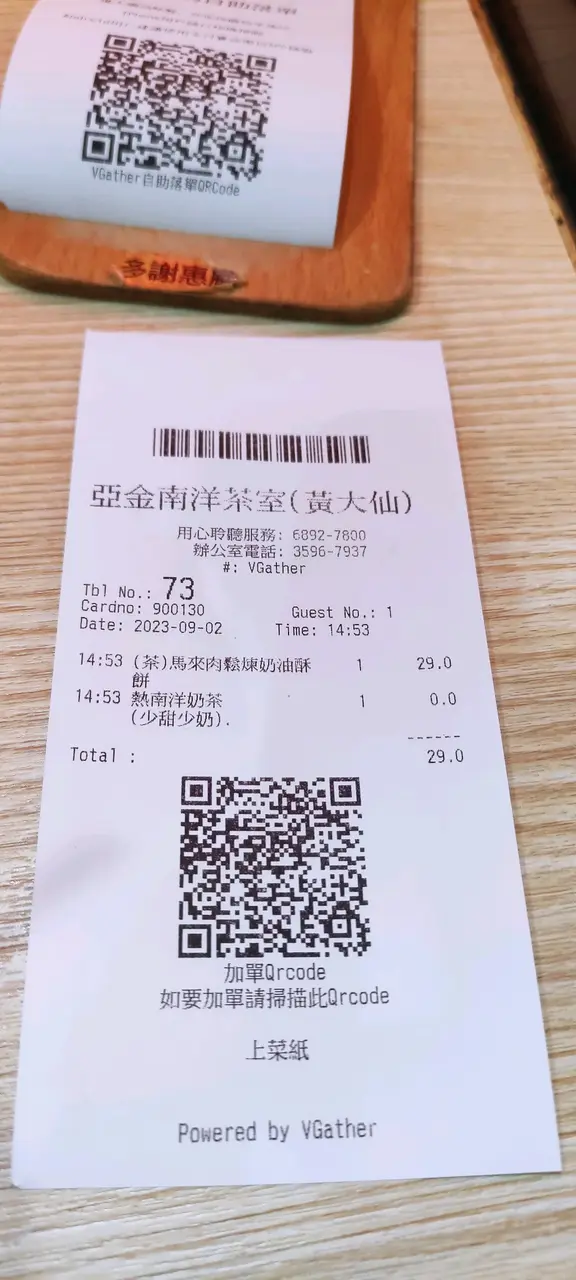 VGather自助落單QRCode
多謝惠顧
亞金南洋茶室(黃大仙)
用心聆聽服務: 6892-7800
辦公室電話: 3596-7937
#: VGather
Tbl No.: 73
Cardno: 900130 Guest No.: 1
Date: 2023-09-02 Time: 14:53
14:53 (茶)馬來肉鬆煉奶油酥 1 29.0
餅
14:53 熱南洋奶茶 1 0.0
(少甜少奶).
------
Total : 29.0
加單Qrcode
如要加單請掃描此Qrcode
上菜紙
Powered by VGather